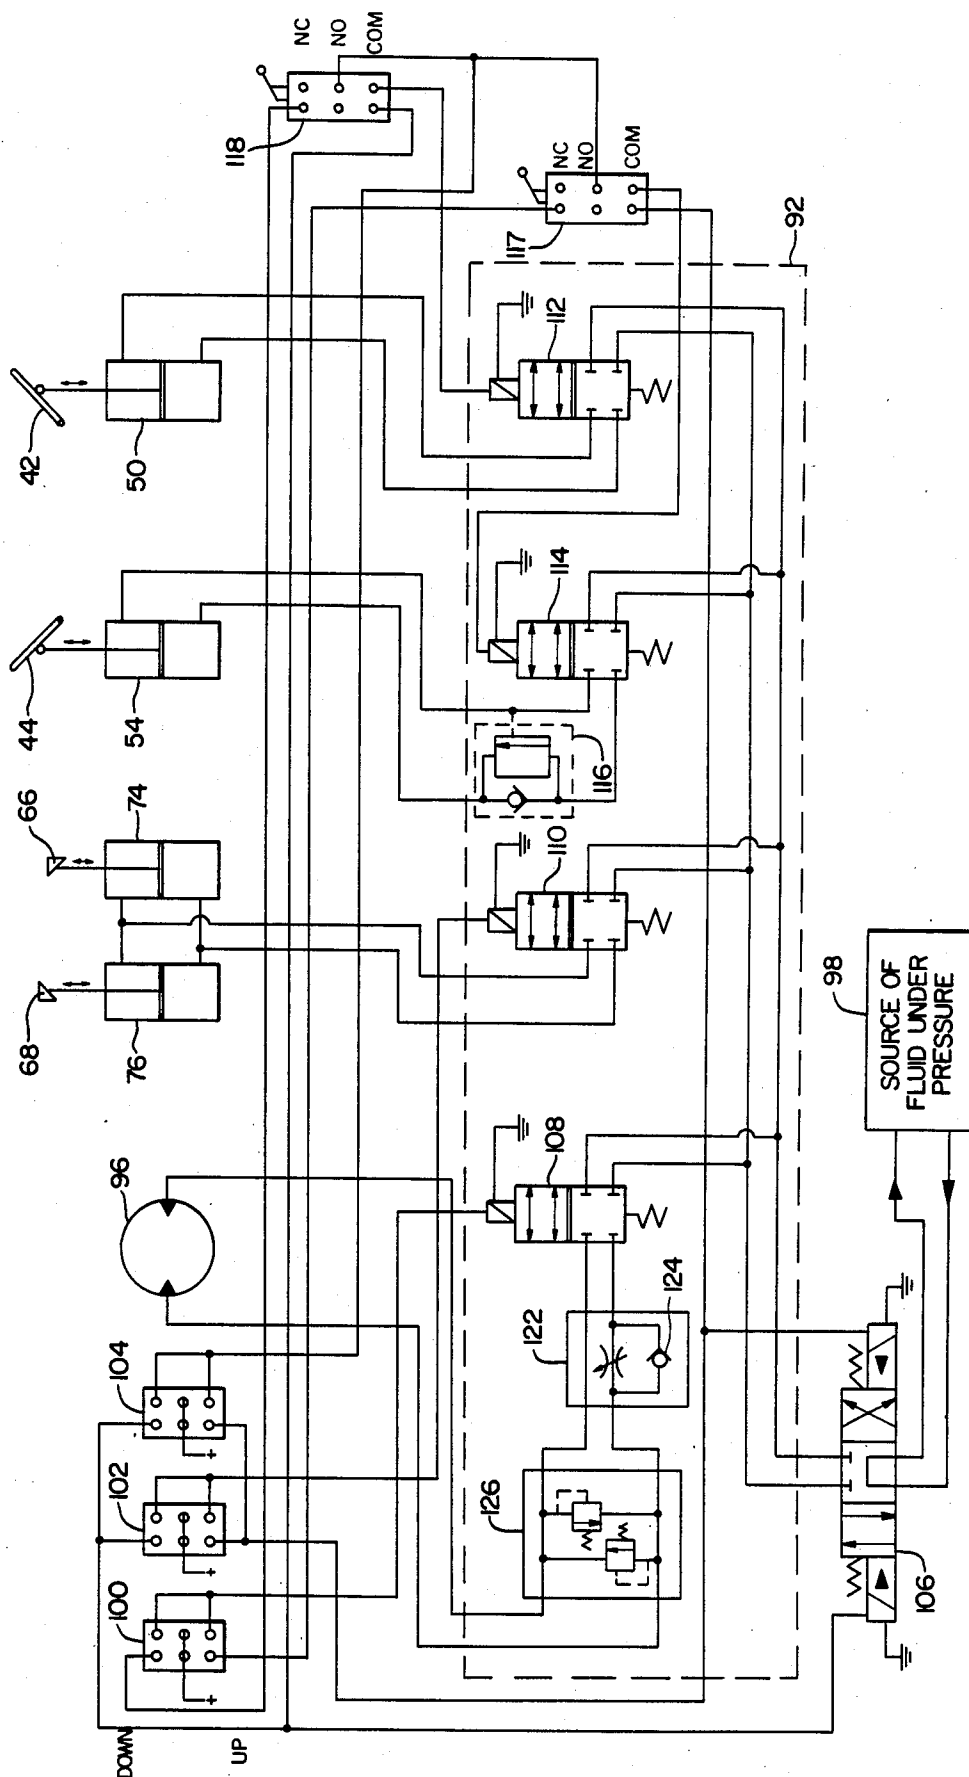 NC
NO
COM
118
NC
NO
COM
117
92
42
50
112
44
54
114
116
66
74
68
76
110
98
SOURCE OF
FLUID UNDER
PRESSURE
96
108
124
122
104
102
100
126
106
+
+
+
DOWN
UP